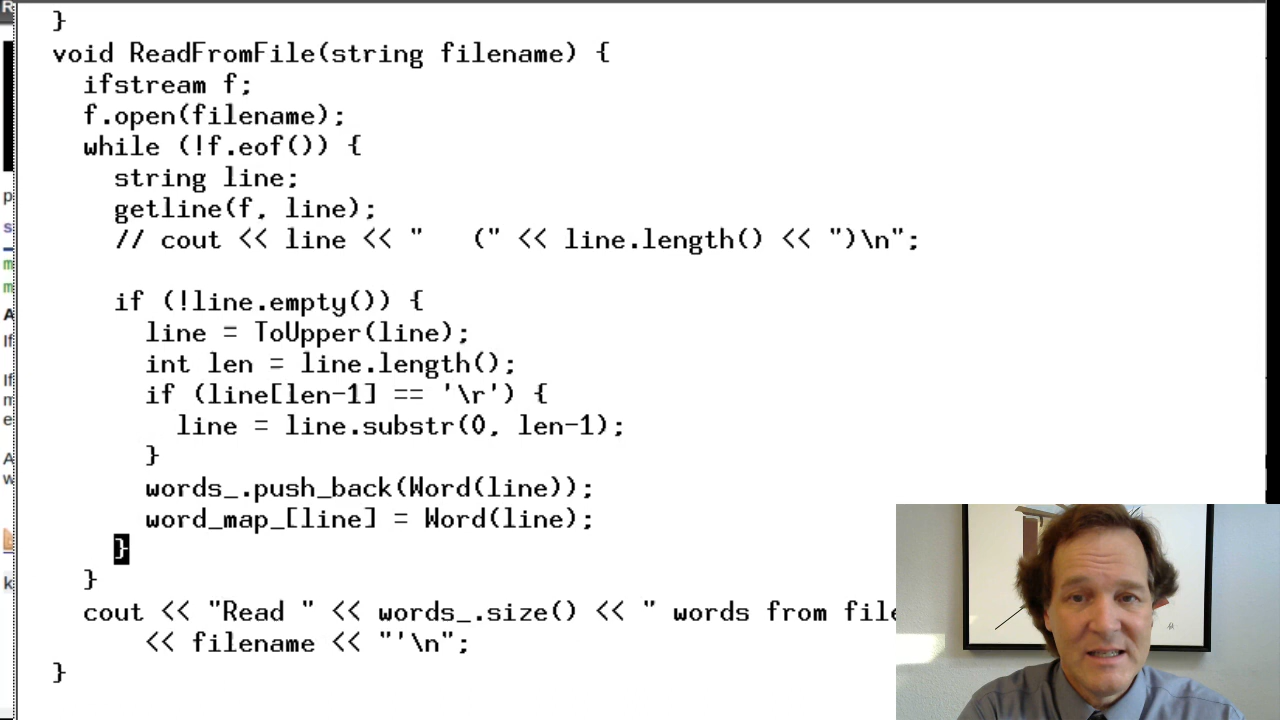 }
void ReadFromFile(string filename) {
  ifstream f;
  f.open(filename);
  while (!f.eof()) {
    string line;
    getline(f, line);
    // cout << line << "   (" << line.length() << ")\n";

    if (!line.empty()) {
      line = ToUpper(line);
      int len = line.length();
      if (line[len-1] == '\r') {
        line = line.substr(0, len-1);
      }
      words_.push_back(Word(line));
      word_map_[line] = Word(line);
    }
  }
  cout << "Read " << words_.size() << " words from file
      << filename << "'\n";
}